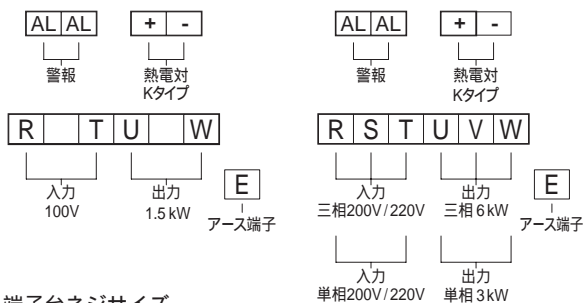 AL AL + -
警報 熱電対
Kタイプ
R T U W
入力 出力
100V 1.5 kW
E
アース端子
AL AL + -
警報 熱電対
Kタイプ
R S T U V W
入力 出力
三相200V/220V 三相6kW
E
アース端子
入力 出力
単相200V/220V 単相3kW
端子台ネジサイズ